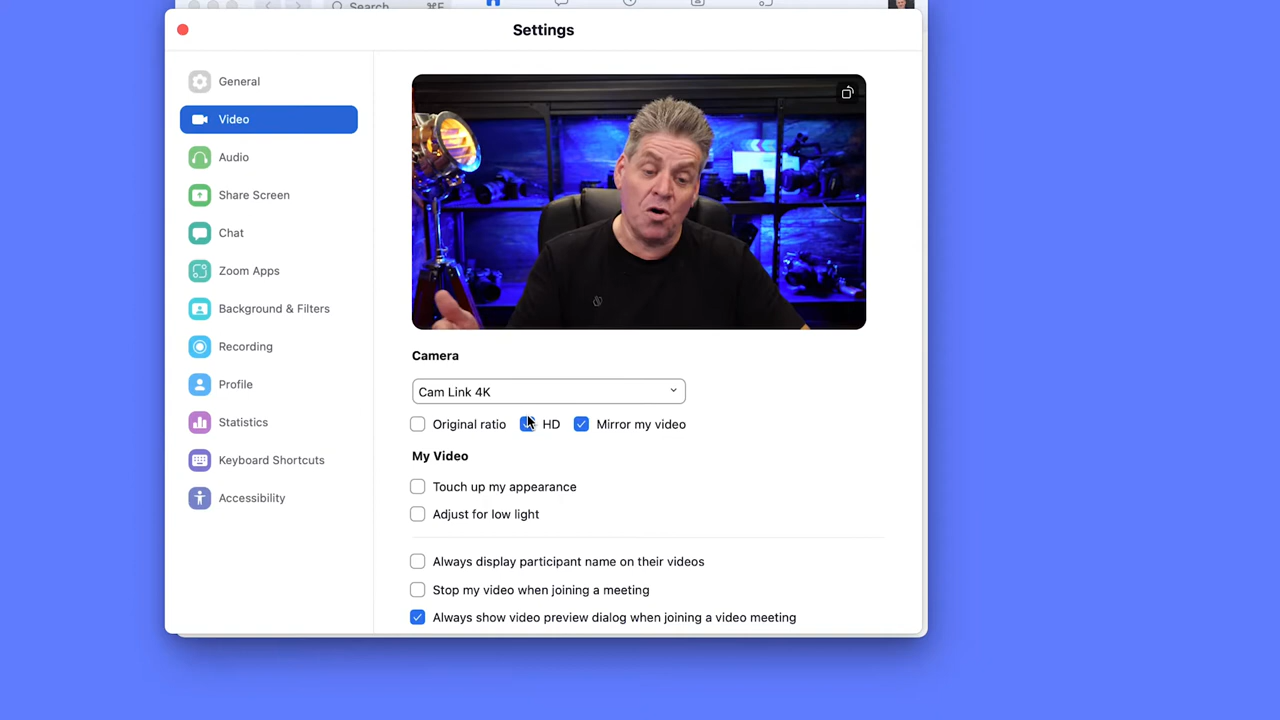 Search
⌘F
Settings
General
Video
Audio
Share Screen
Chat
Zoom Apps
Background & Filters
Recording
Profile
Statistics
Keyboard Shortcuts
Accessibility
Camera
Cam Link 4K
Original ratio HD Mirror my video
My Video
Touch up my appearance
Adjust for low light
Always display participant name on their videos
Stop my video when joining a meeting
Always show video preview dialog when joining a video meeting